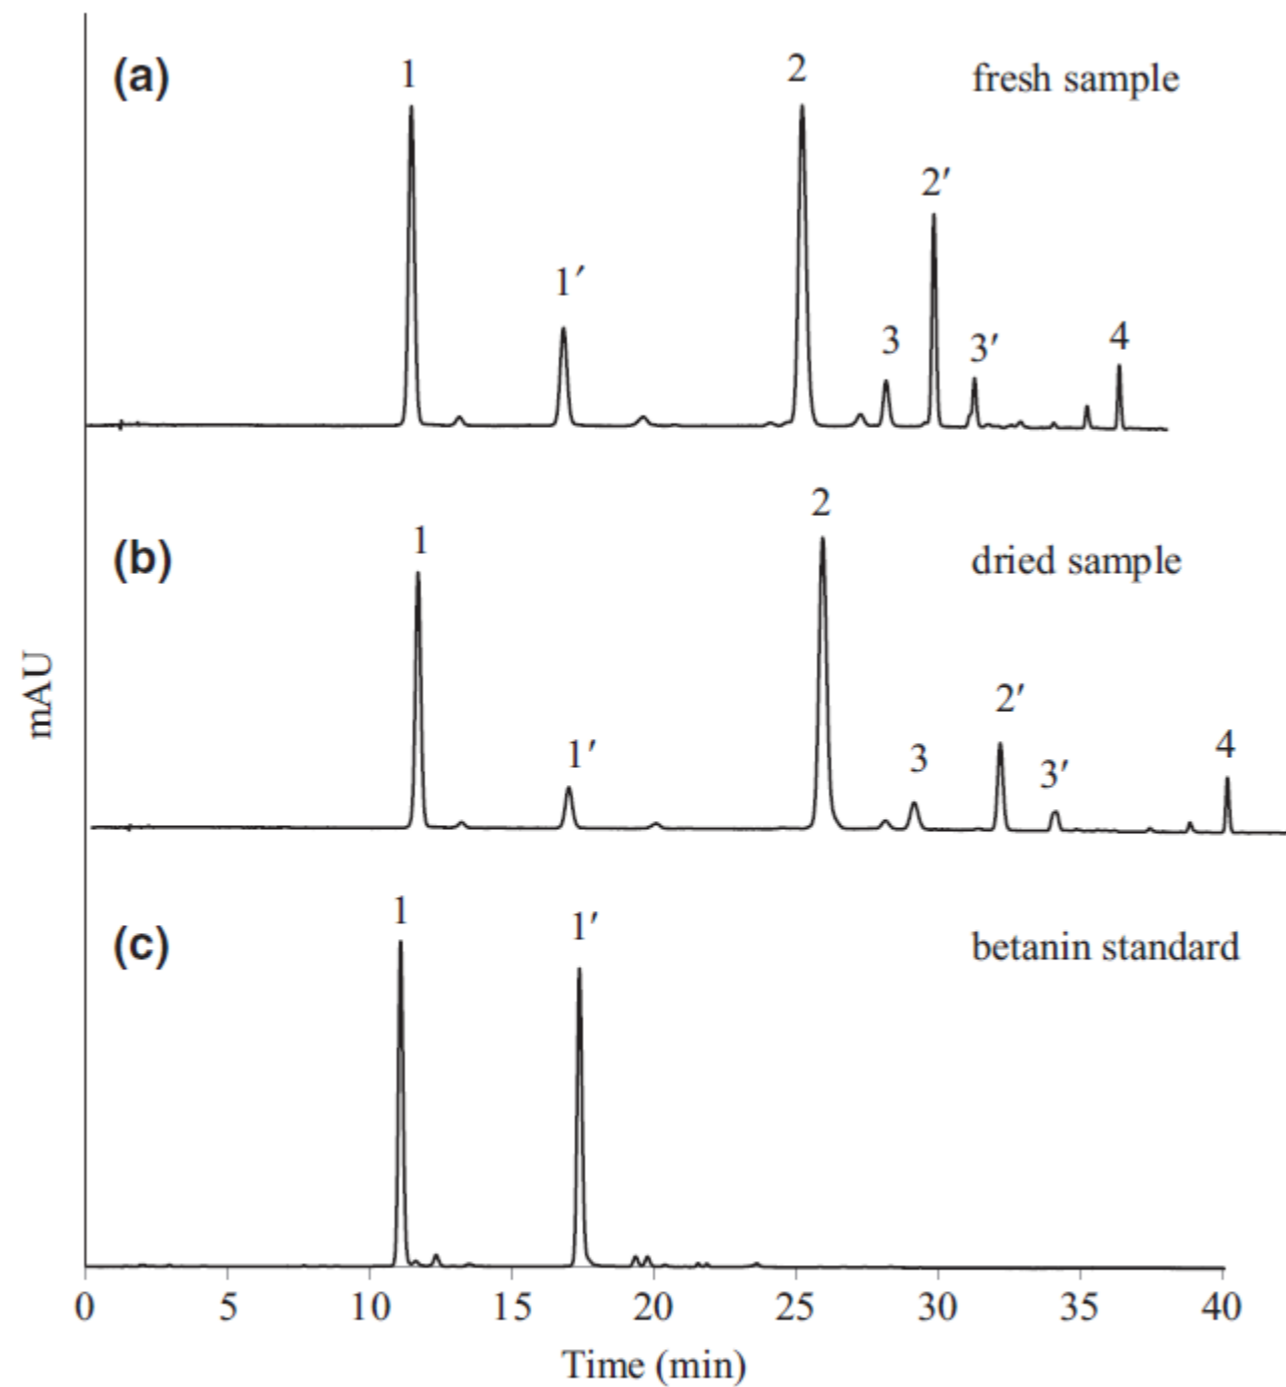 (a) fresh sample
1 1′ 2 3 2′ 3′ 4
(b) dried sample
1 1′ 2 3 2′ 3′ 4
mAU
(c) betanin standard
1 1′
0 5 10 15 20 25 30 35 40
Time (min)